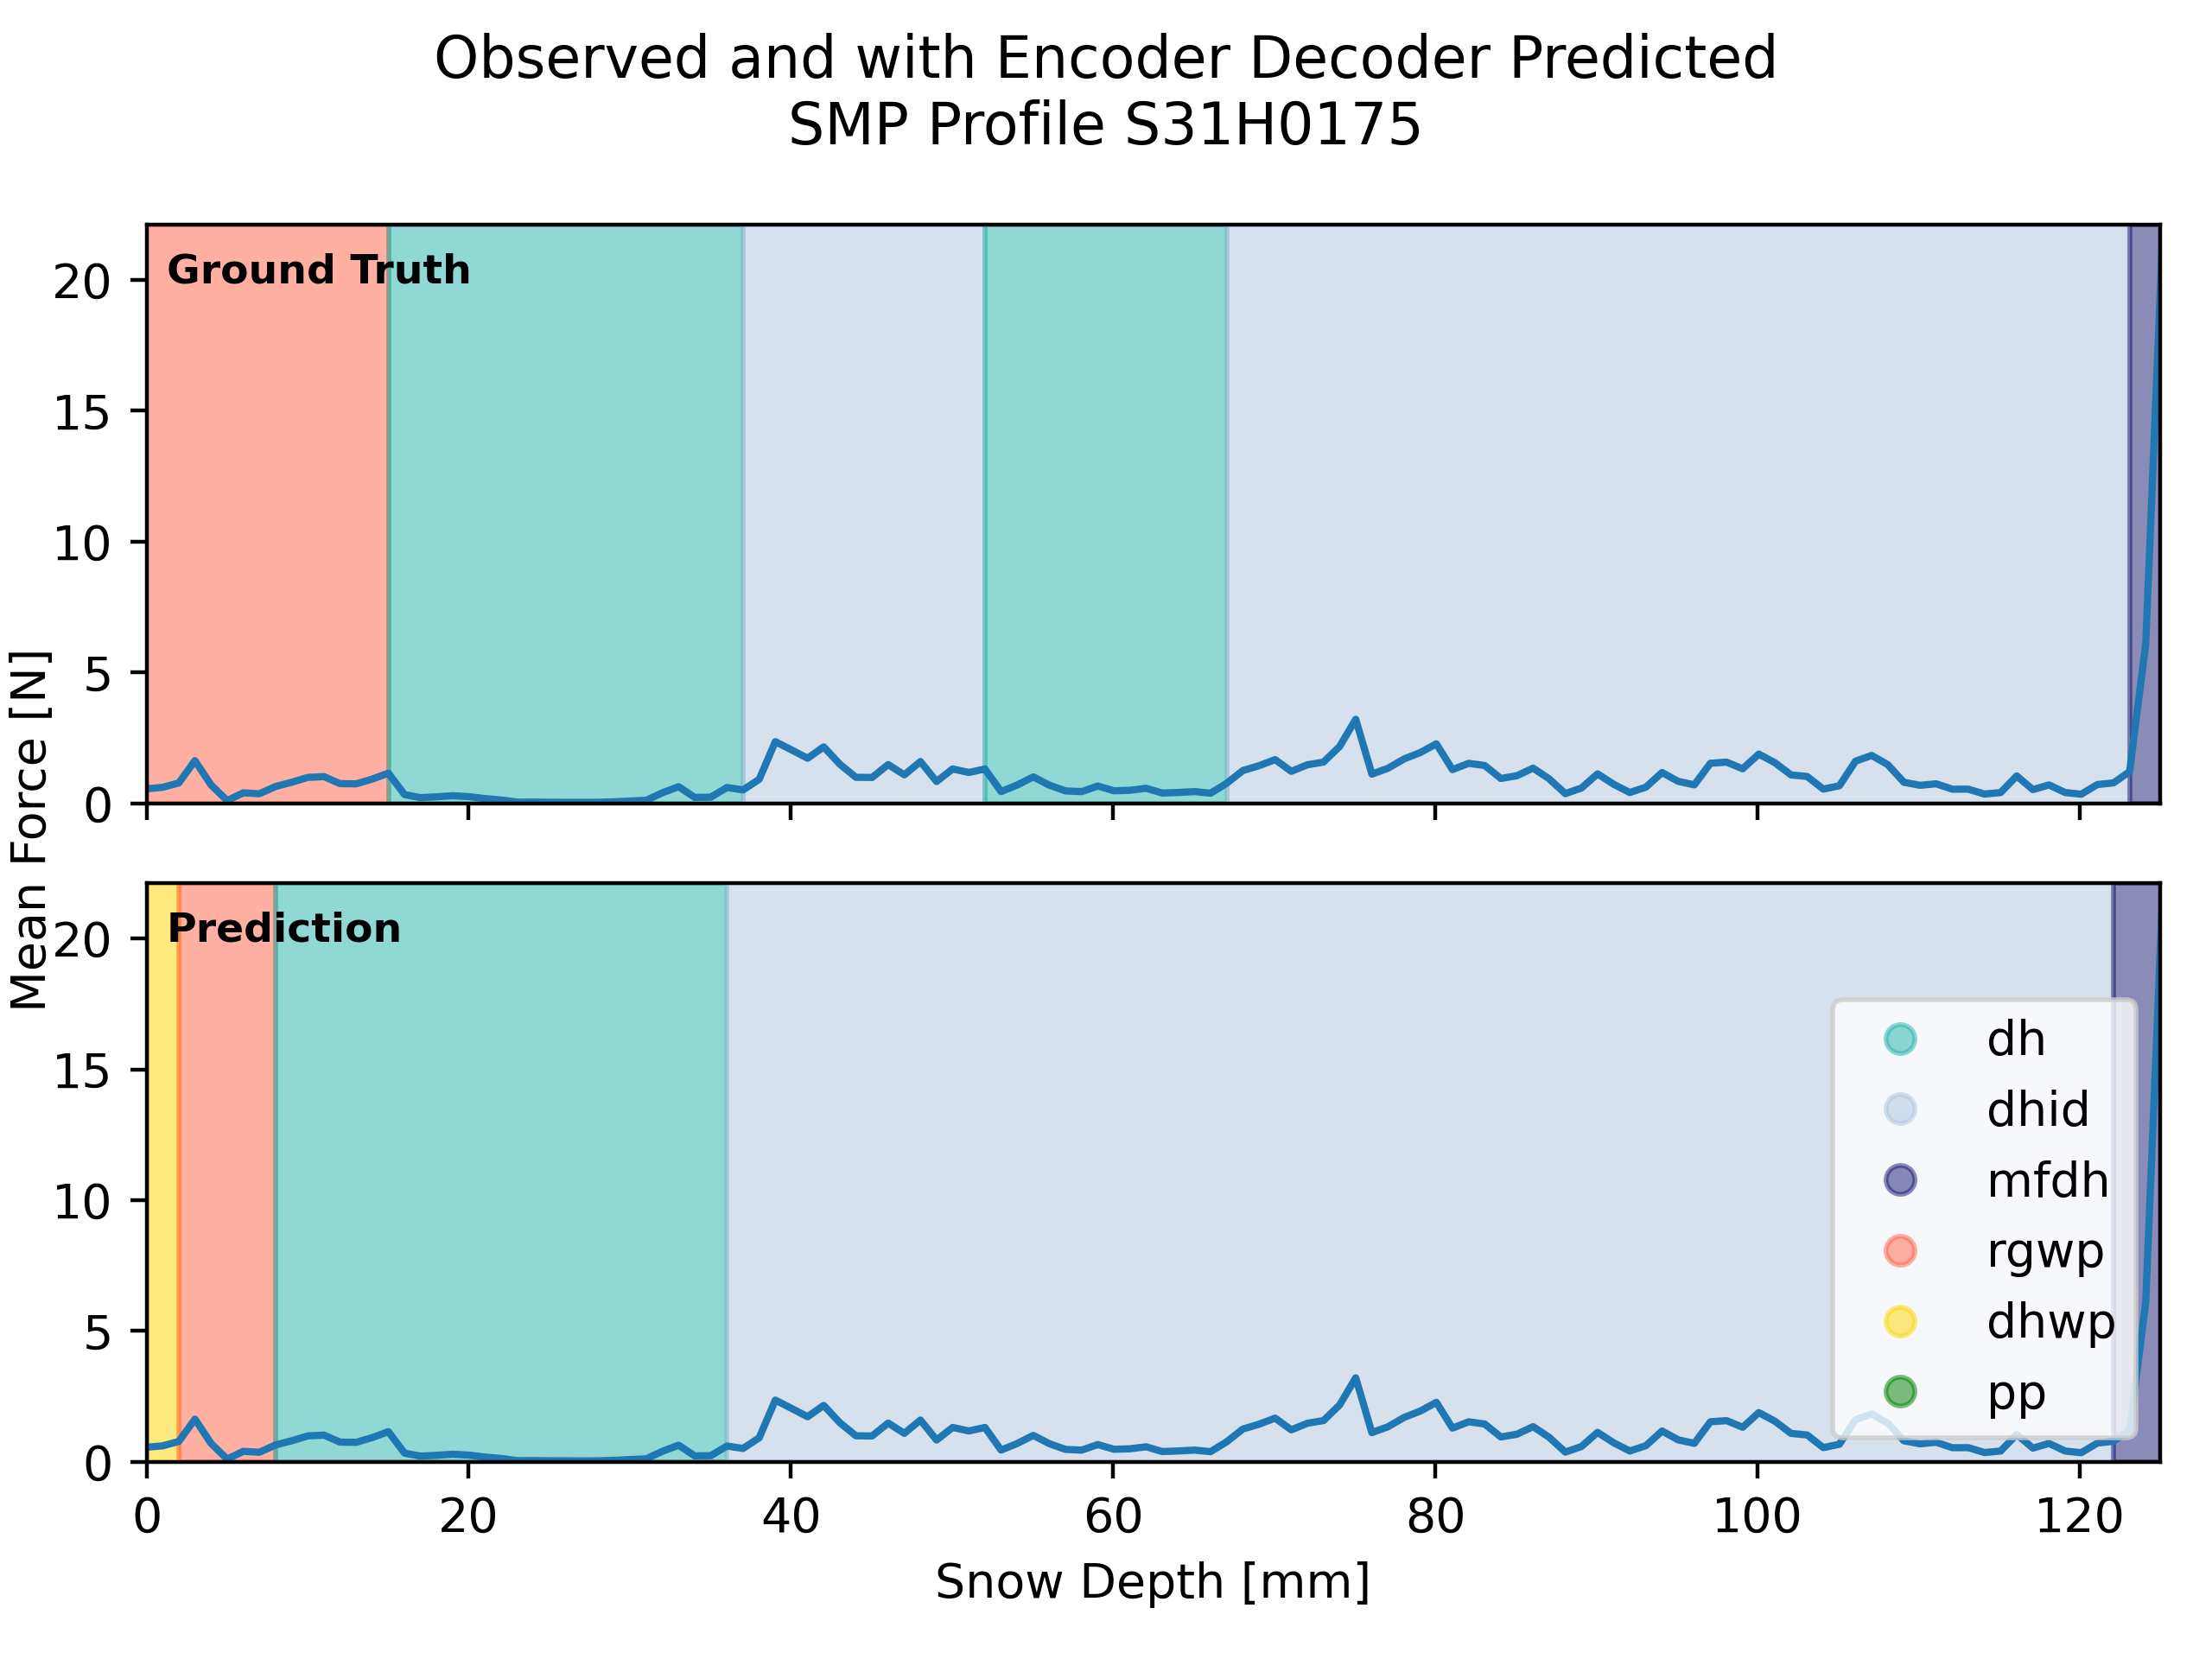 Observed and with Encoder Decoder Predicted
SMP Profile S31H0175
Mean Force [N]
Ground Truth
20
15
10
5
0
Prediction
20
15
10
5
0
dh
dhid
mfdh
rgwp
dhwp
pp
0 20 40 60 80 100 120
Snow Depth [mm]